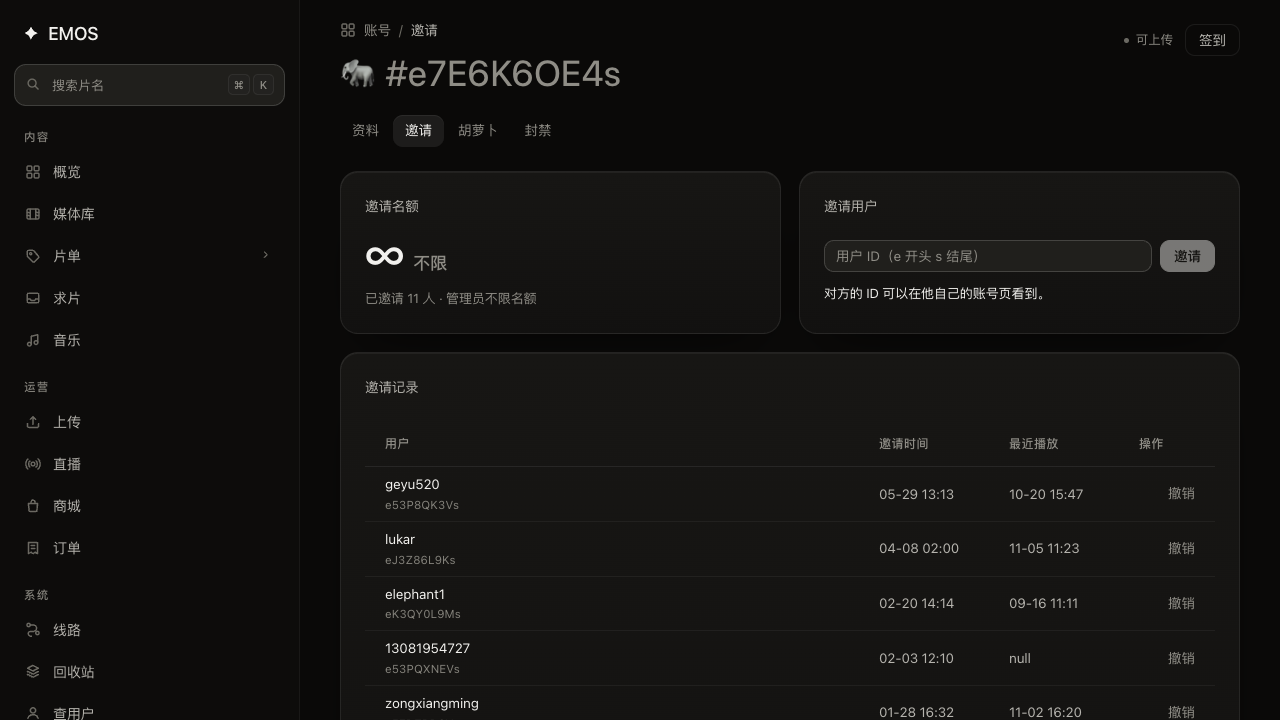 EMOS
搜索片名 ⌘ K
内容
概览
媒体库
片单
求片
音乐
运营
上传
直播
商城
订单
系统
线路
回收站
查用户
账号 / 邀请
可上传 签到
#e7E6K6OE4s
资料 邀请 胡萝卜 封禁
邀请名额
∞ 不限
已邀请 11 人 · 管理员不限名额
邀请用户
用户 ID（e 开头 s 结尾） 邀请
对方的 ID 可以在他自己的账号页看到。
邀请记录
用户 邀请时间 最近播放 操作
geyu520
e53P8QK3Vs
05-29 13:13 10-20 15:47 撤销
lukar
eJ3Z86L9Ks
04-08 02:00 11-05 11:23 撤销
elephant1
eK3QY0L9Ms
02-20 14:14 09-16 11:11 撤销
13081954727
e53PQXNEVs
02-03 12:10 null 撤销
zongxiangming
01-28 16:32 11-02 16:20 撤销